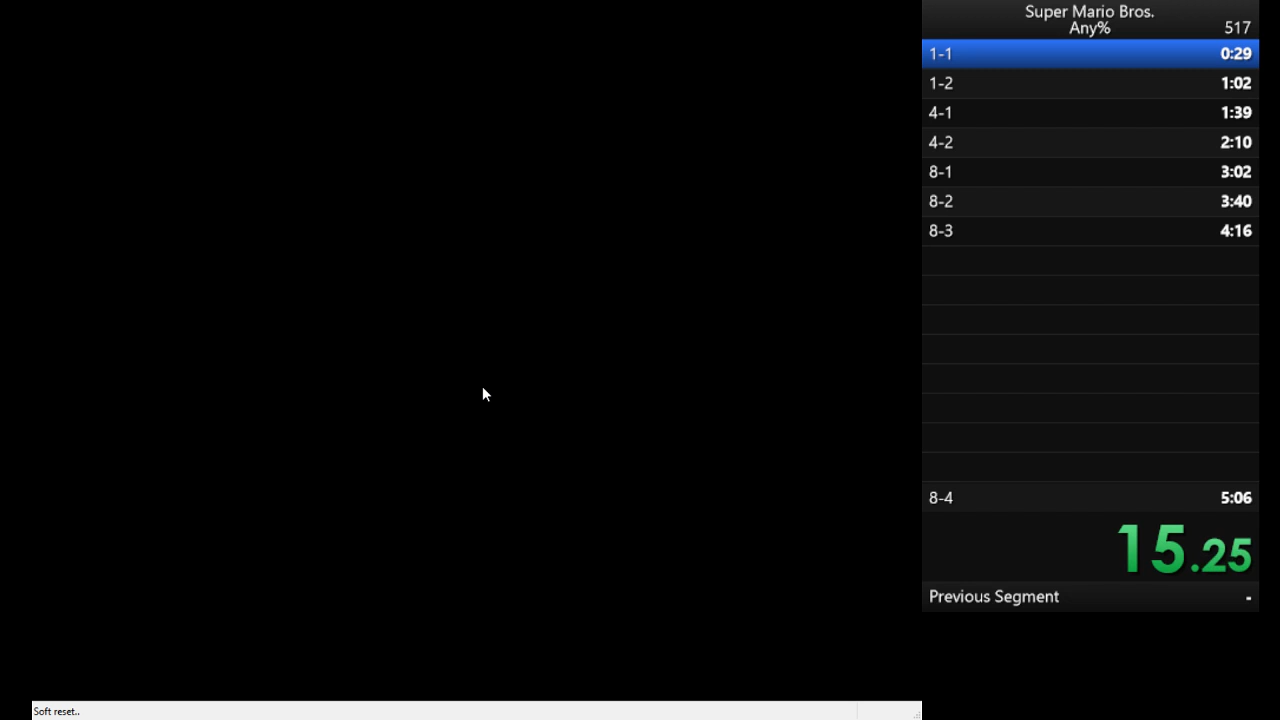 Super Mario Bros.
Any% 517
1-1 0:29
1-2 1:02
4-1 1:39
4-2 2:10
8-1 3:02
8-2 3:40
8-3 4:16
8-4 5:06
15.25
Previous Segment -
Soft reset..